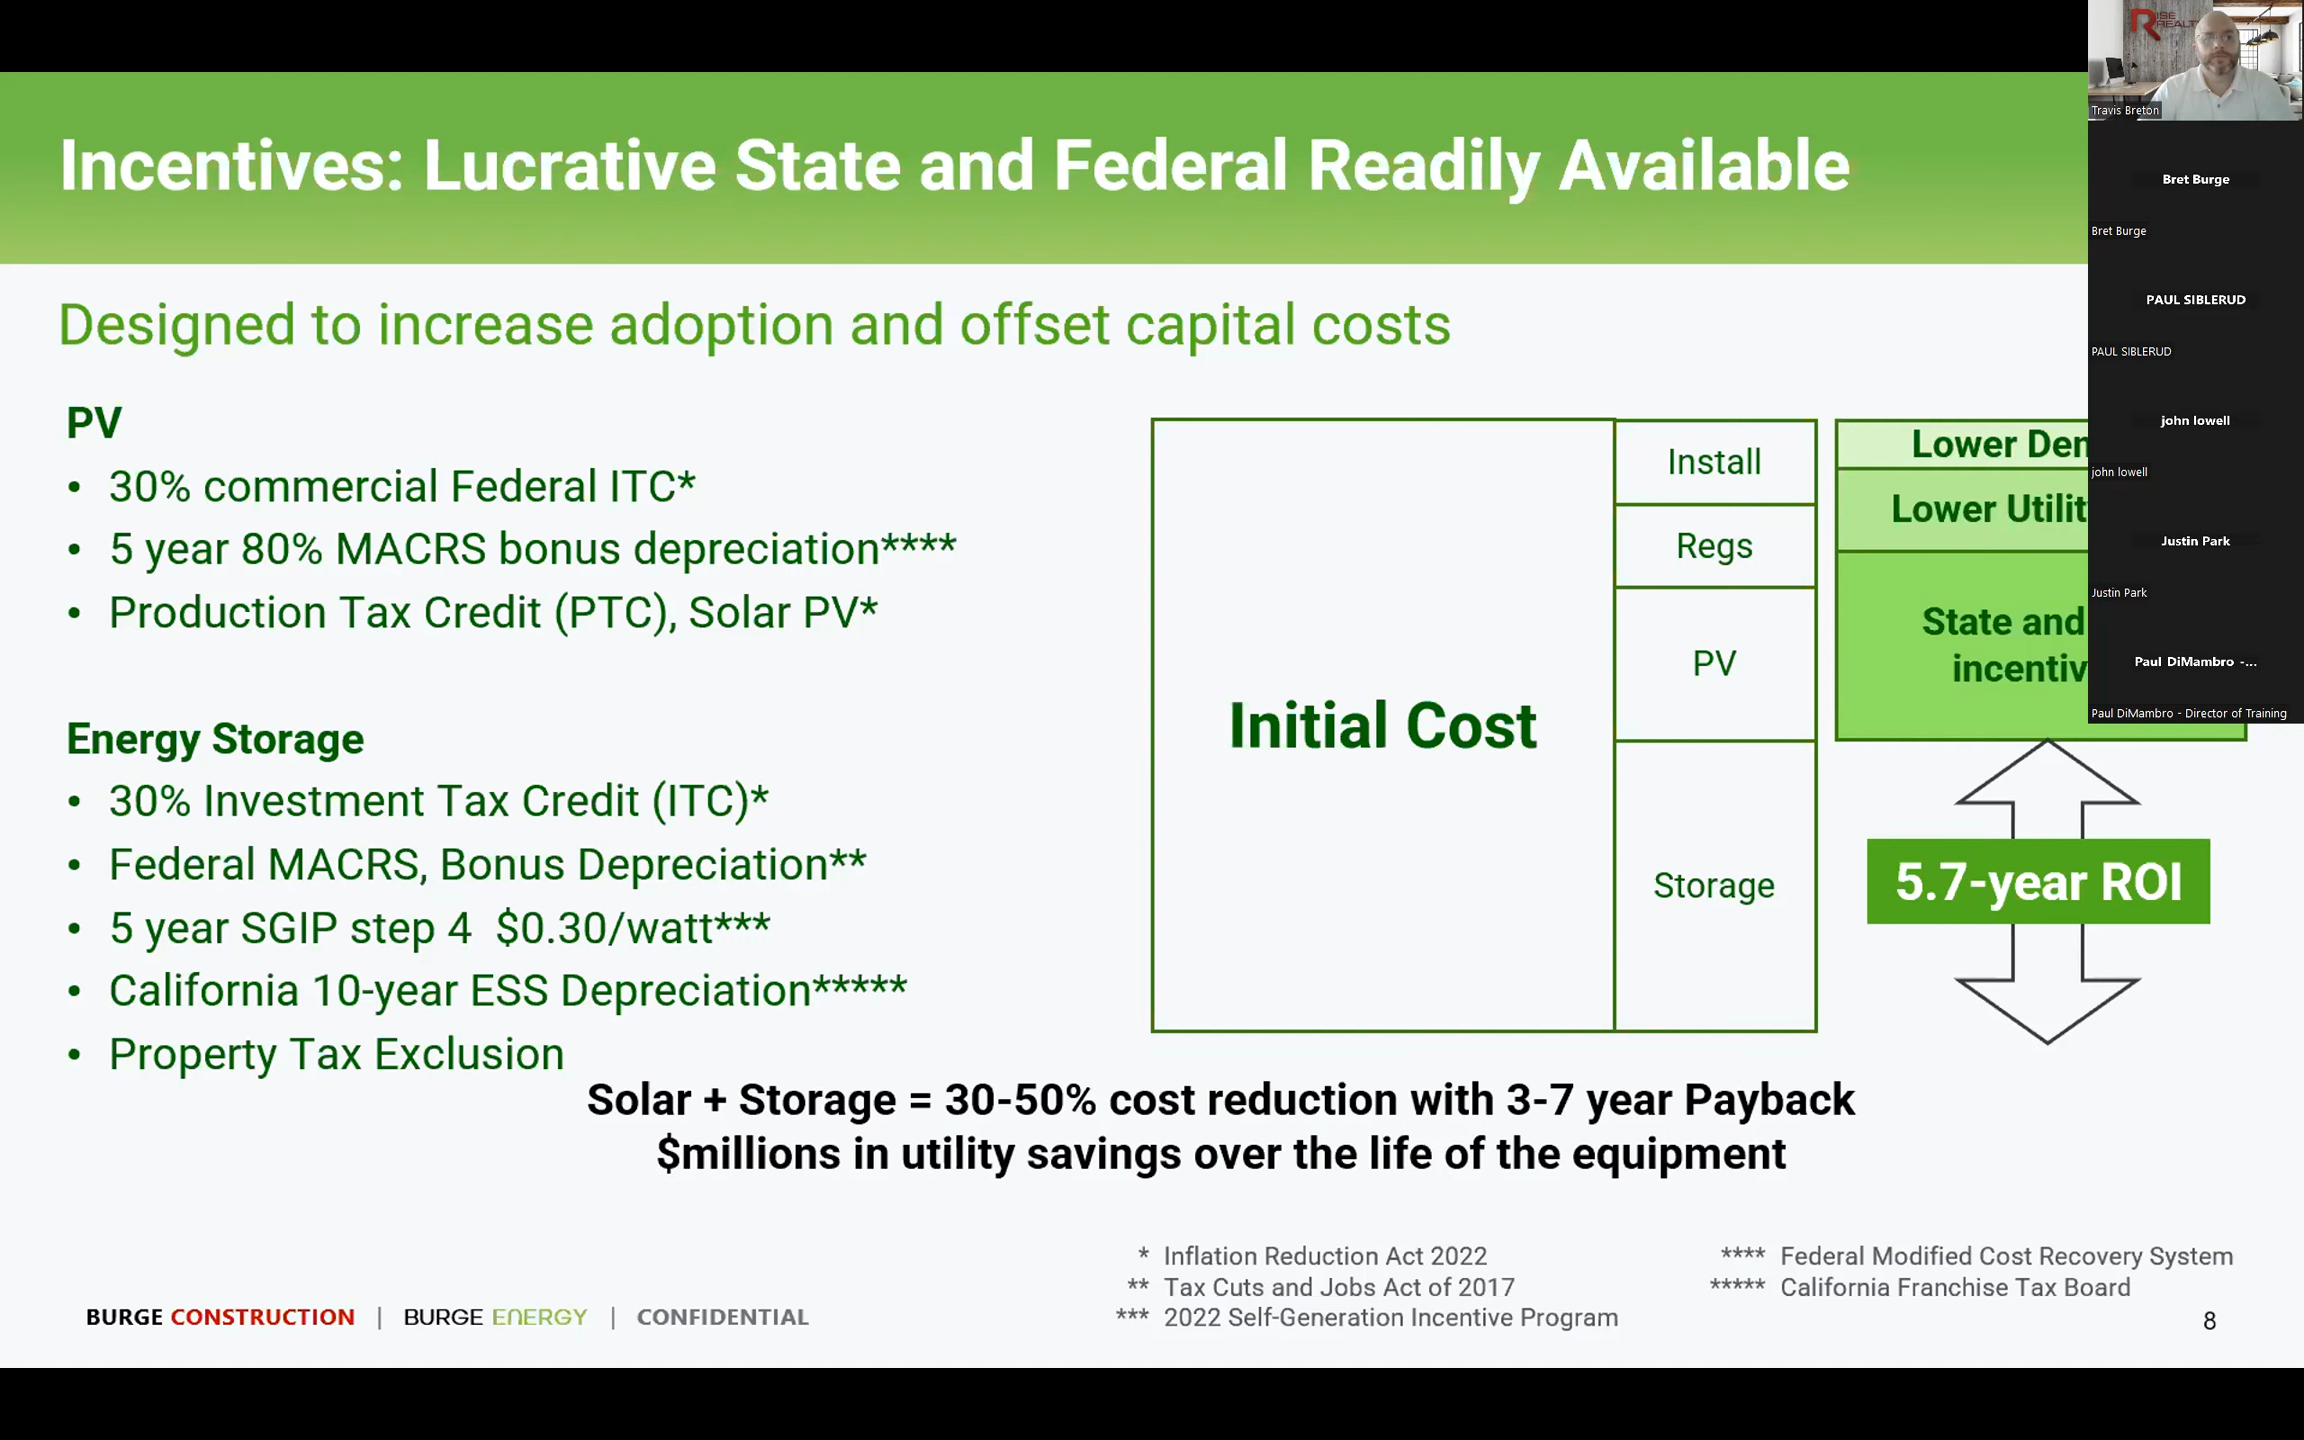 Incentives: Lucrative State and Federal Readily Available
Designed to increase adoption and offset capital costs
PV
• 30% commercial Federal ITC*
• 5 year 80% MACRS bonus depreciation****
• Production Tax Credit (PTC), Solar PV*
Energy Storage
• 30% Investment Tax Credit (ITC)*
• Federal MACRS, Bonus Depreciation**
• 5 year SGIP step 4 $0.30/watt***
• California 10-year ESS Depreciation*****
• Property Tax Exclusion
Initial Cost
Install
Regs
PV
Storage
Lower
Lower
State and
5.7-year ROI
Solar + Storage = 30-50% cost reduction with 3-7 year Payback
$millions in utility savings over the life of the equipment
* Inflation Reduction Act 2022
** Tax Cuts and Jobs Act of 2017
*** 2022 Self-Generation Incentive Program
**** Federal Modified Cost Recovery System
***** California Franchise Tax Board
BURGE CONSTRUCTION | BURGE ENERGY | CONFIDENTIAL
8
RISE
REALT
Travis Breton
Bret Burge
Bret Burge
PAUL SIBLERUD
PAUL SIBLERUD
john lowell
john lowell
Justin Park
Justin Park
Paul DiMambro -...
Paul DiMambro - Director of Training